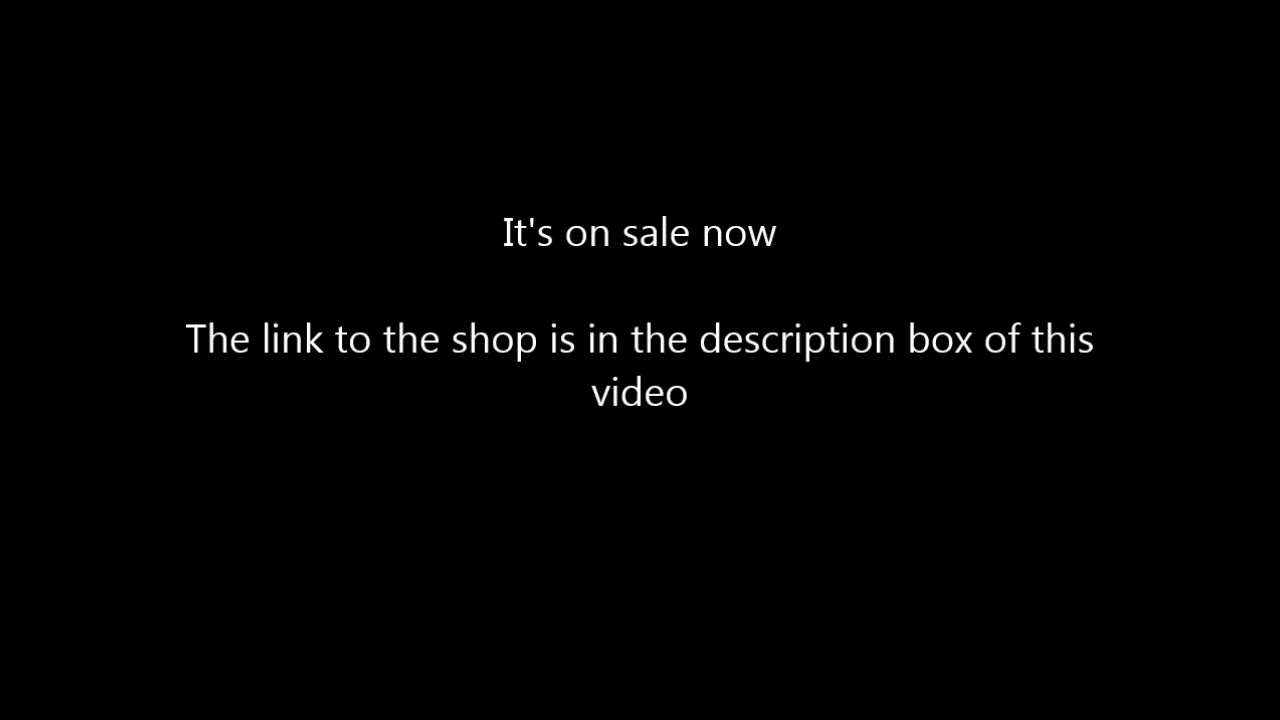 It's on sale now
The link to the shop is in the description box of this
video